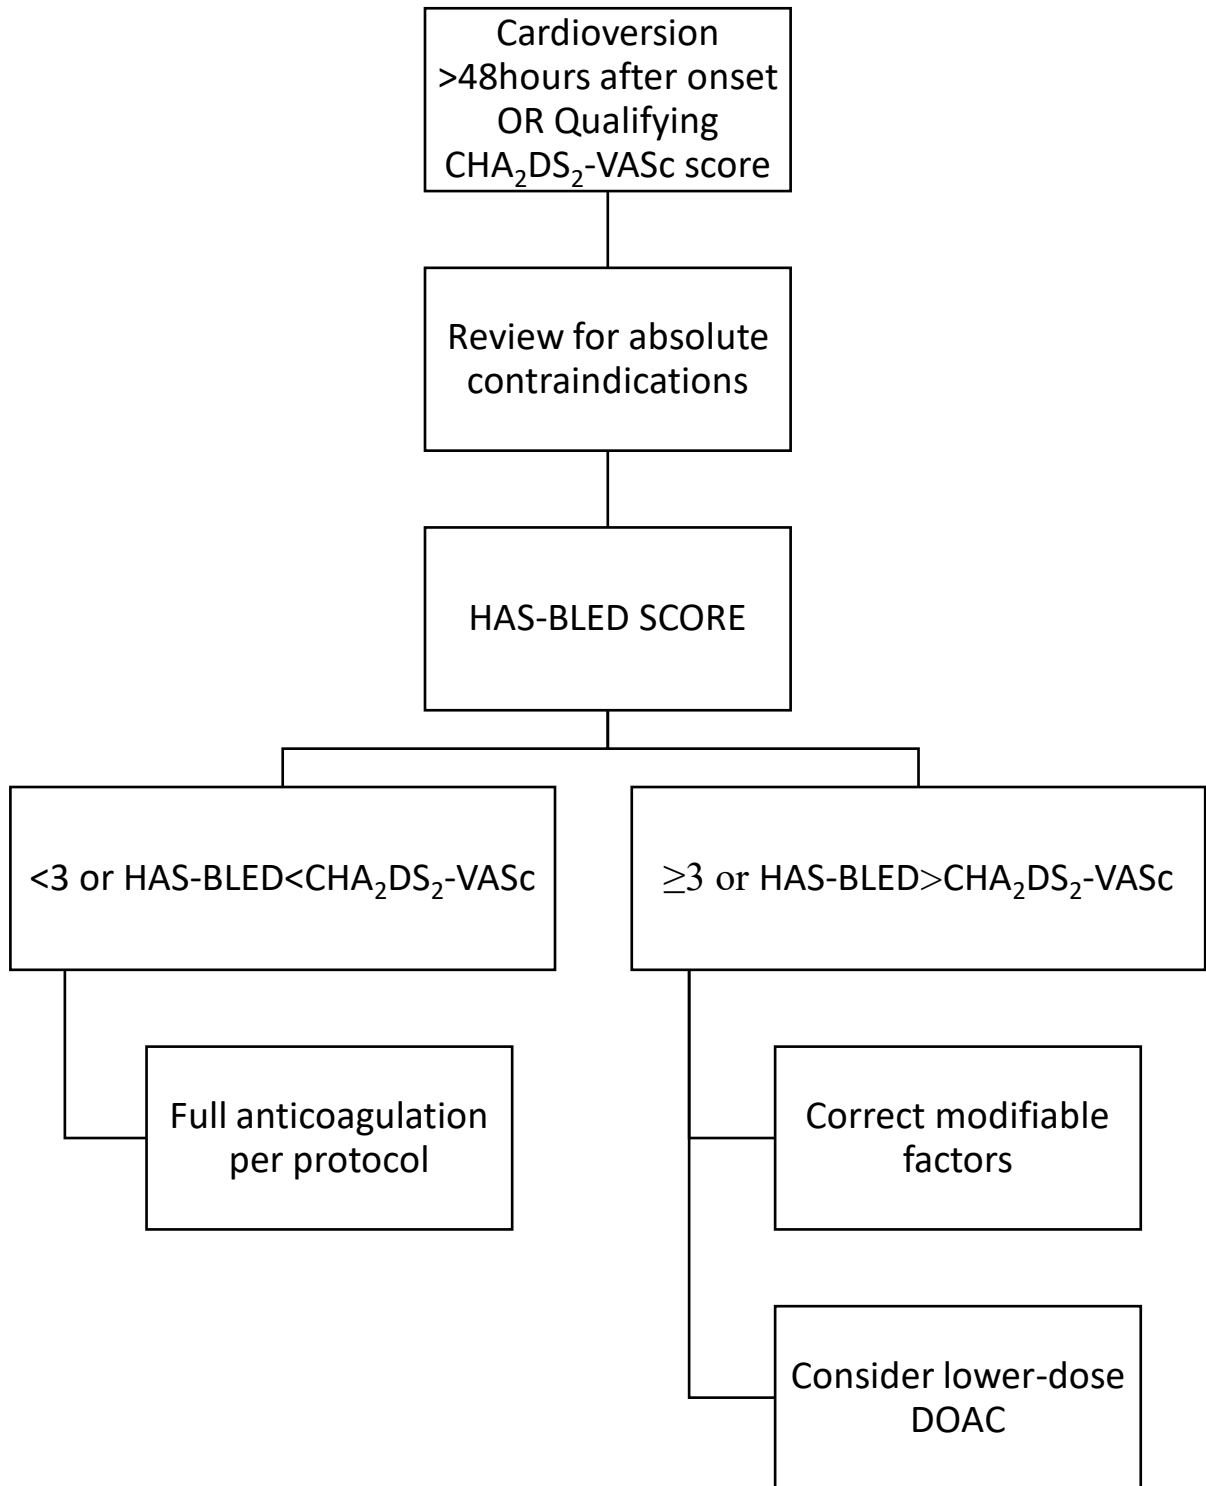 Cardioversion
>48hours after onset
OR Qualifying
CHA₂DS₂-VASc score
Review for absolute
contraindications
HAS-BLED SCORE
<3 or HAS-BLED<CHA₂DS₂-VASc
≥3 or HAS-BLED>CHA₂DS₂-VASc
Full anticoagulation
per protocol
Correct modifiable
factors
Consider lower-dose
DOAC